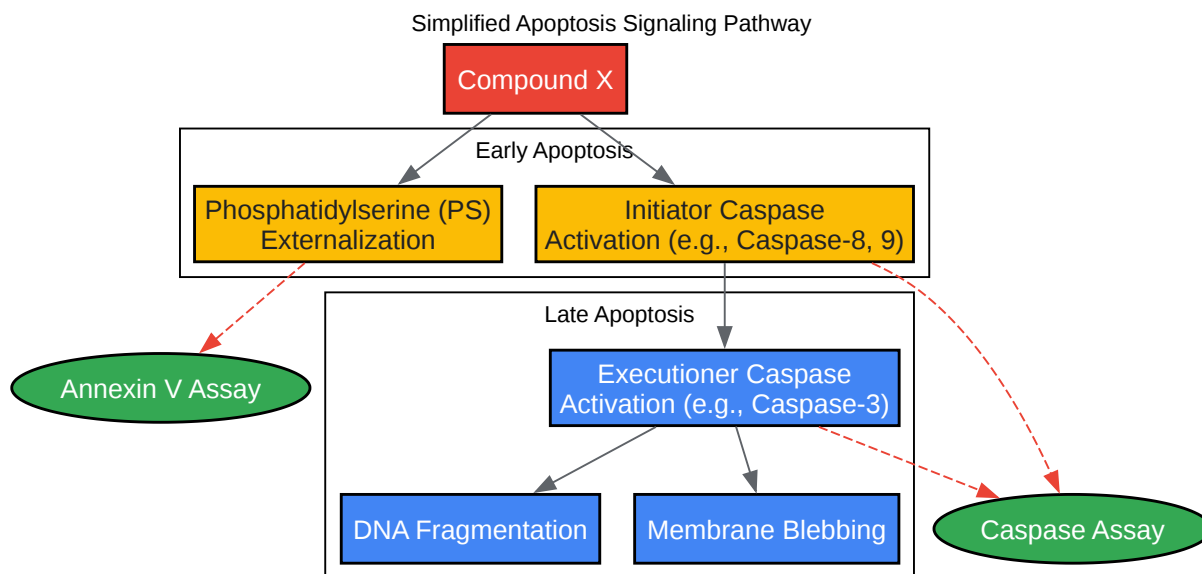 Simplified Apoptosis Signaling Pathway
Compound X
Early Apoptosis
Phosphatidylserine (PS)
Externalization
Initiator Caspase
Activation (e.g., Caspase-8, 9)
Late Apoptosis
Annexin V Assay
Executioner Caspase
Activation (e.g., Caspase-3)
DNA Fragmentation
Membrane Blebbing
Caspase Assay